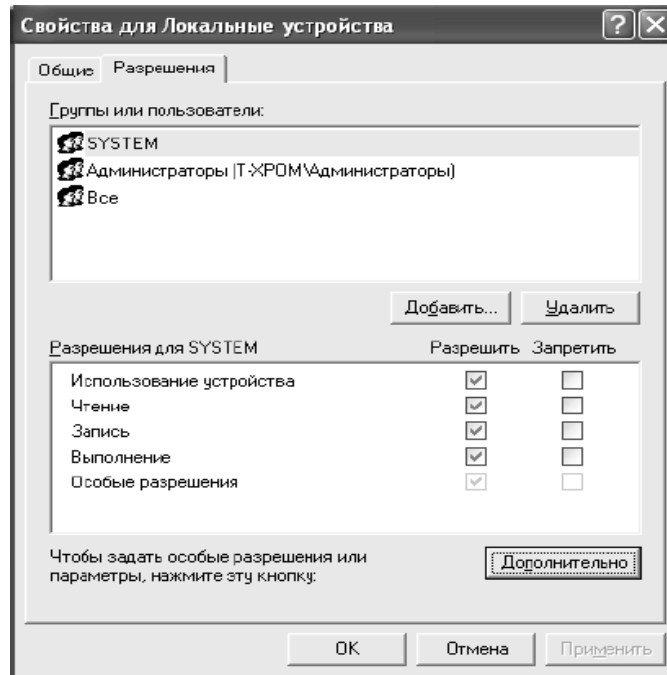 Свойства для Локальные устройства
Общие Разрешения
Группы или пользователи:
SYSTEM
Администраторы (T-XPOM\Администраторы)
Все
Добавить... Удалить
Разрешения для SYSTEM Разрешить Запретить
Использование устройства
Чтение
Запись
Выполнение
Особые разрешения
Чтобы задать особые разрешения или
параметры, нажмите эту кнопку:
Дополнительно
OK Отмена Применить